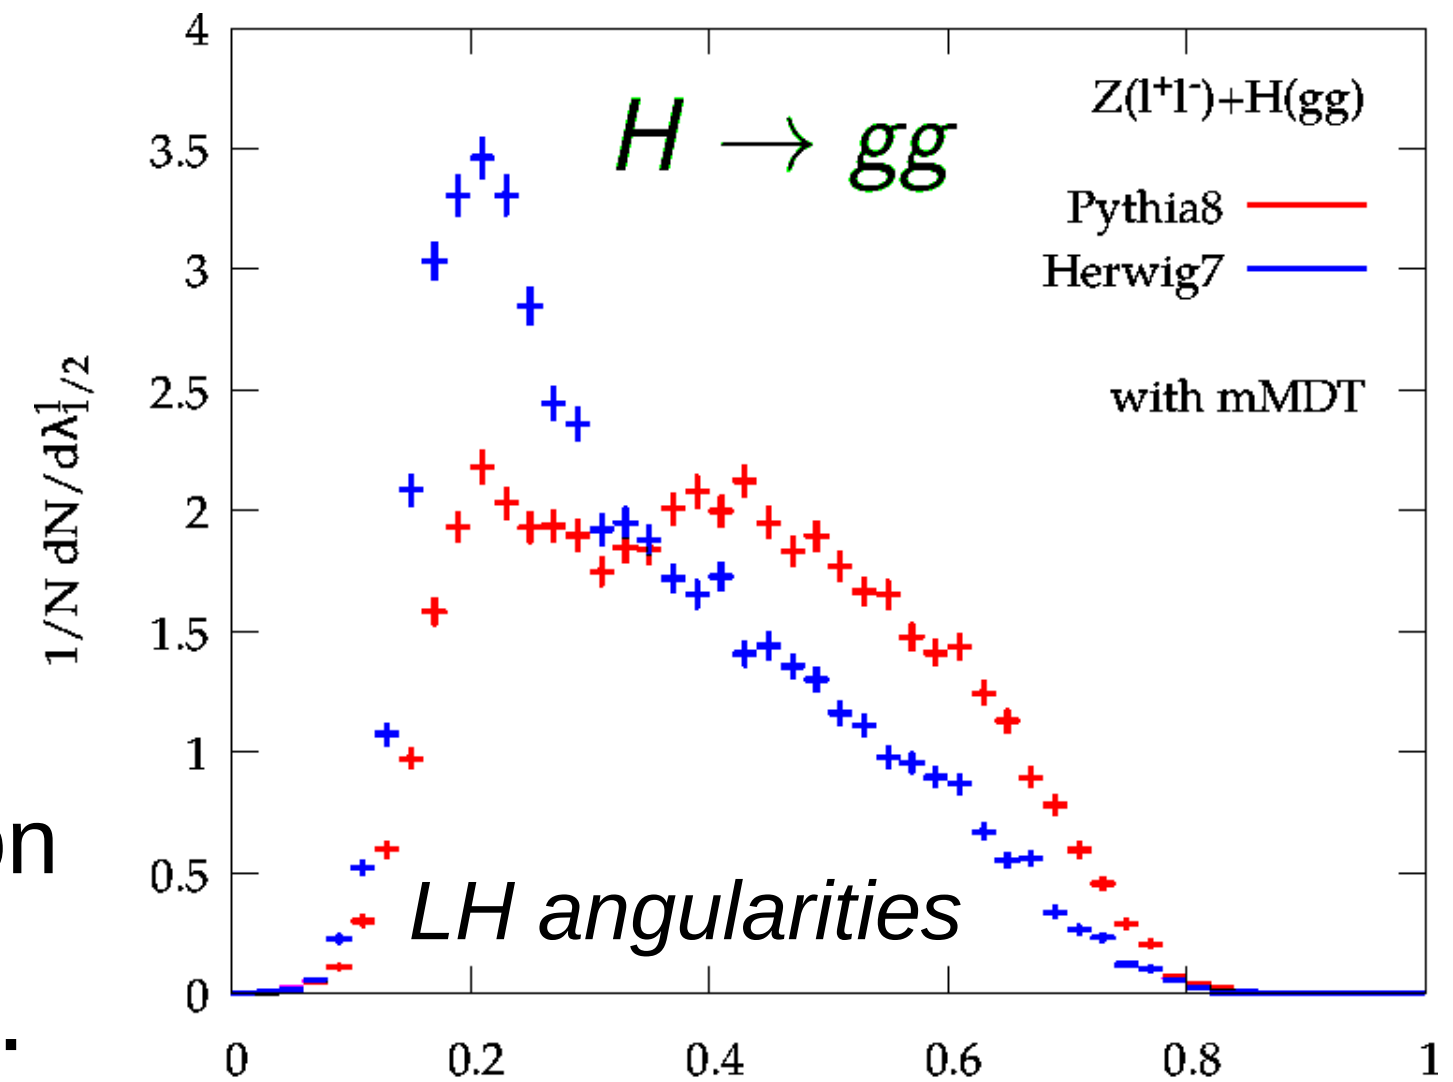 4
3.5
3
2.5
2
1.5
1
0.5
0
0 0.2 0.4 0.6 0.8 1
1/N dN/dλ¹₁/₂
H → gg
Z(l⁺l⁻)+H(gg)
Pythia8
Herwig7
with mMDT
LH angularities
on
.